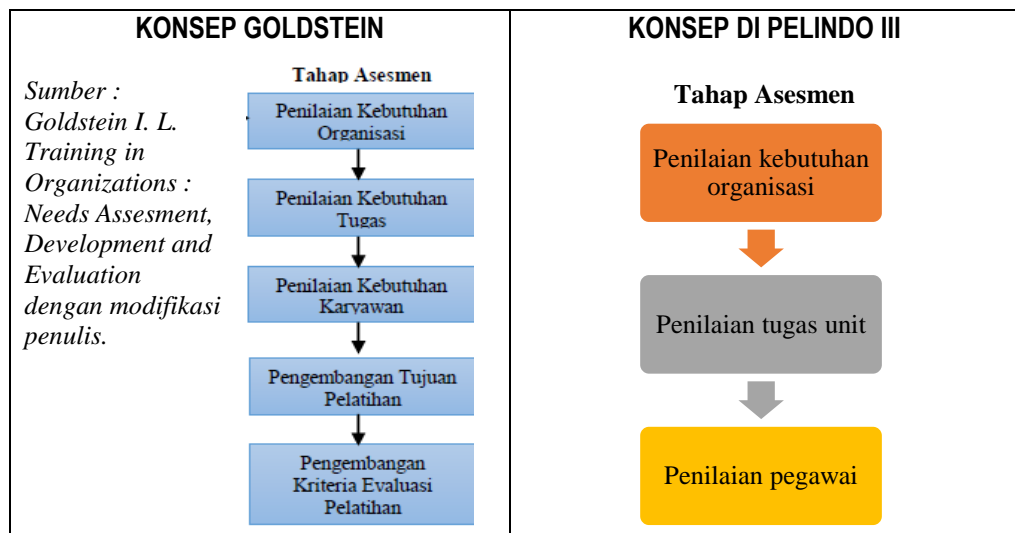 KONSEP GOLDSTEIN
Sumber :
Goldstein I. L.
Training in
Organizations :
Needs Assesment,
Development and
Evaluation
dengan modifikasi
penulis.
Tahap Asesmen
Penilaian Kebutuhan
Organisasi
Penilaian Kebutuhan
Tugas
Penilaian Kebutuhan
Karyawan
Pengembangan Tujuan
Pelatihan
Pengembangan
Kriteria Evaluasi
Pelatihan
KONSEP DI PELINDO III
Tahap Asesmen
Penilaian kebutuhan
organisasi
Penilaian tugas unit
Penilaian pegawai